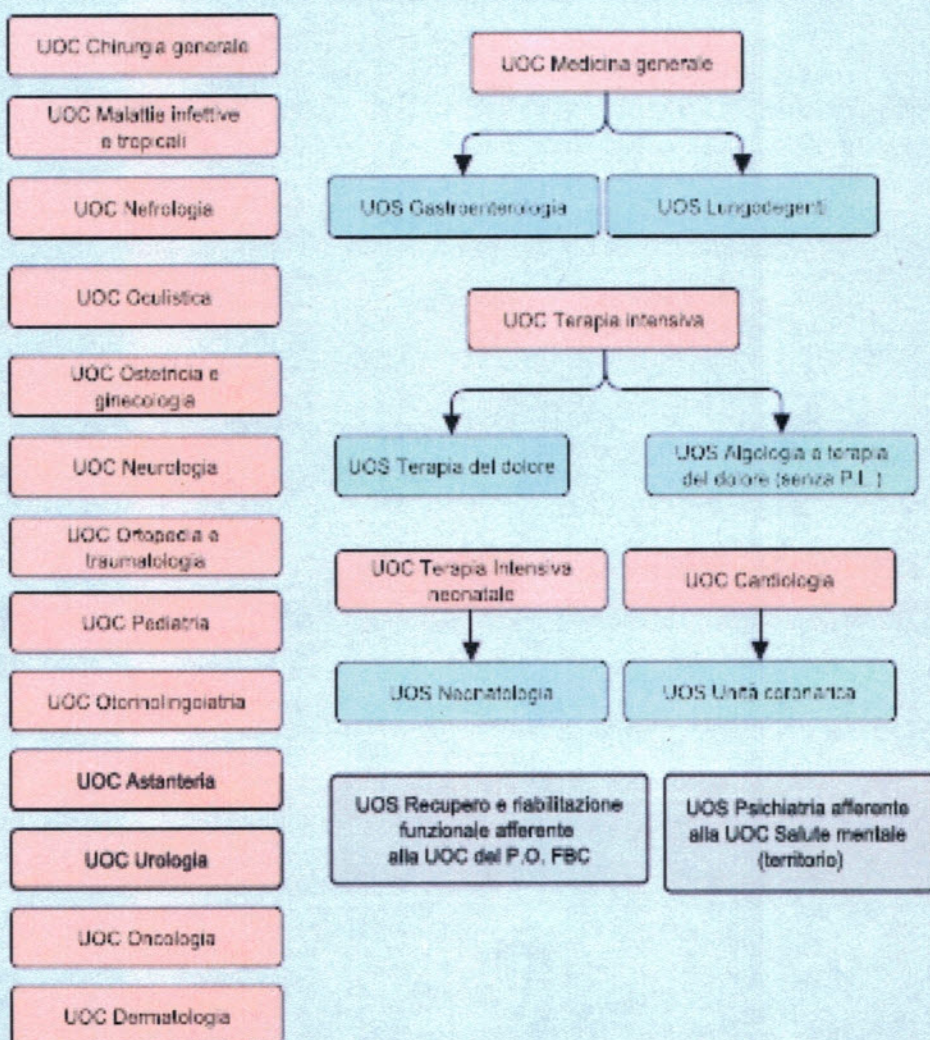 UOC Chirurgia generale
UOC Malattie infettive
e tropicali
UOC Nefrologia
UOC Oculistica
UOC Ostetricia e
ginecologia
UOC Neurologia
UOC Ortopedia e
traumatologia
UOC Pediatria
UOC Otorinolingoiatria
UOC Astanteria
UOC Urologia
UOC Oncologia
UOC Dermatologia
UOC Medicina generale
UOS Gastroenterologia
UOS Lungodegenti
UOC Terapia intensiva
UOS Terapia del dolore
UOS Algologia e terapia
del dolore (senza P.L.)
UOC Terapia Intensiva
neonatale
UOC Cardiologia
UOS Neonatologia
UOS Unità coronarica
UOS Recupero e riabilitazione
funzionale afferente
alla UOC del P.O. FBC
UOS Psichiatria afferente
alla UOC Salute mentale
(territorio)